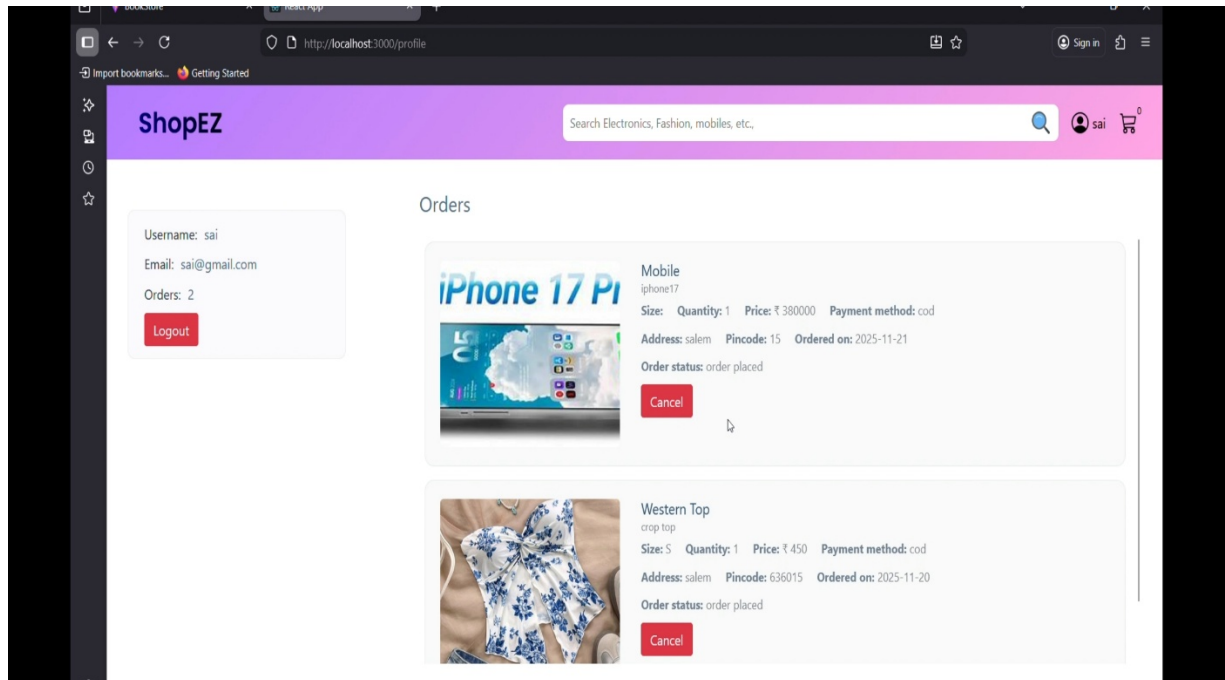 BookStore
React App
http://localhost:3000/profile
Sign in
Import bookmarks...
Getting Started
ShopEZ
Search Electronics, Fashion, mobiles, etc.,
sai
0
Username: sai
Email: sai@gmail.com
Orders: 2
Logout
Orders
iPhone 17 Pr
Mobile
iphone17
Size: Quantity: 1 Price: ₹ 380000 Payment method: cod
Address: salem Pincode: 15 Ordered on: 2025-11-21
Order status: order placed
Cancel
Western Top
crop top
Size: S Quantity: 1 Price: ₹ 450 Payment method: cod
Address: salem Pincode: 636015 Ordered on: 2025-11-20
Order status: order placed
Cancel